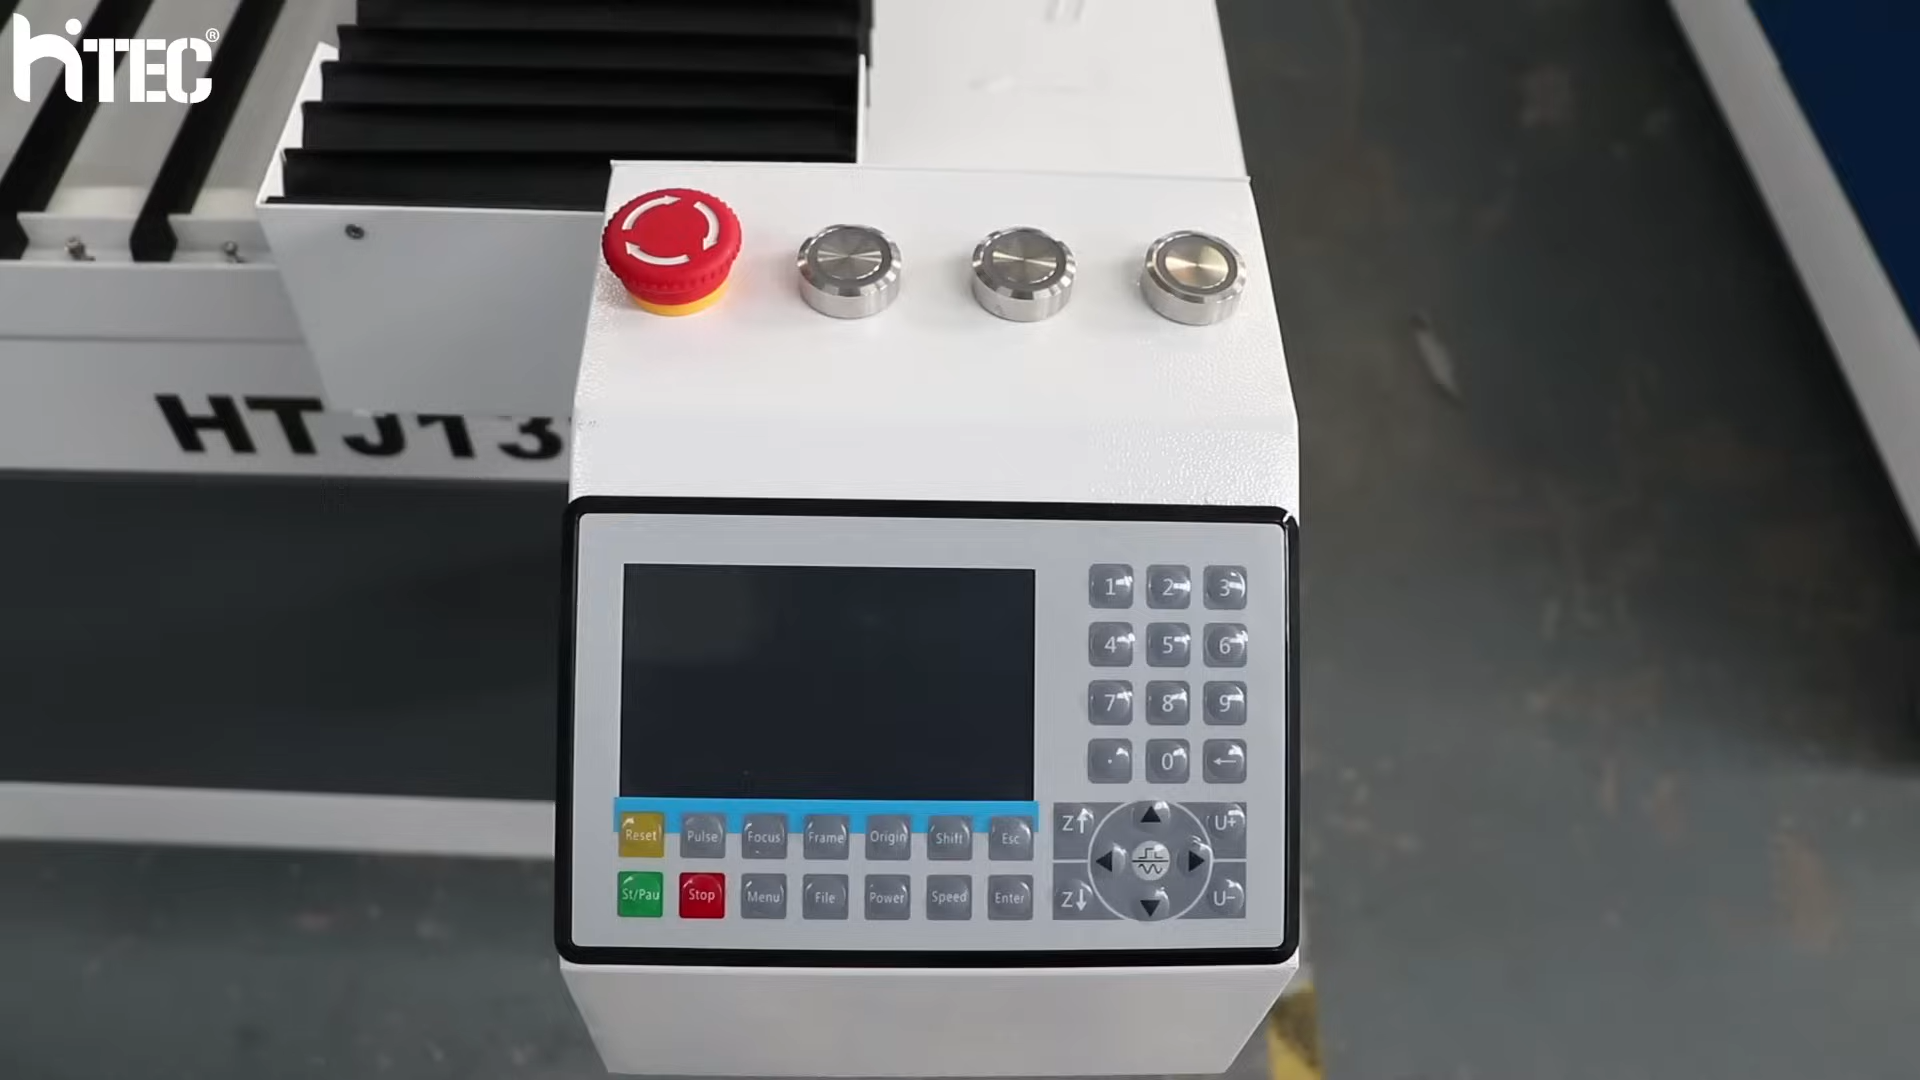 hiTEC®
HTJ13
1 2 3
4 5 6
7 8 9
. 0 ←
Reset Pulse Focus Frame Origin Shift Esc
St/Pau Stop Menu File Power Speed Enter
Z↑ U+
Z↓ U-